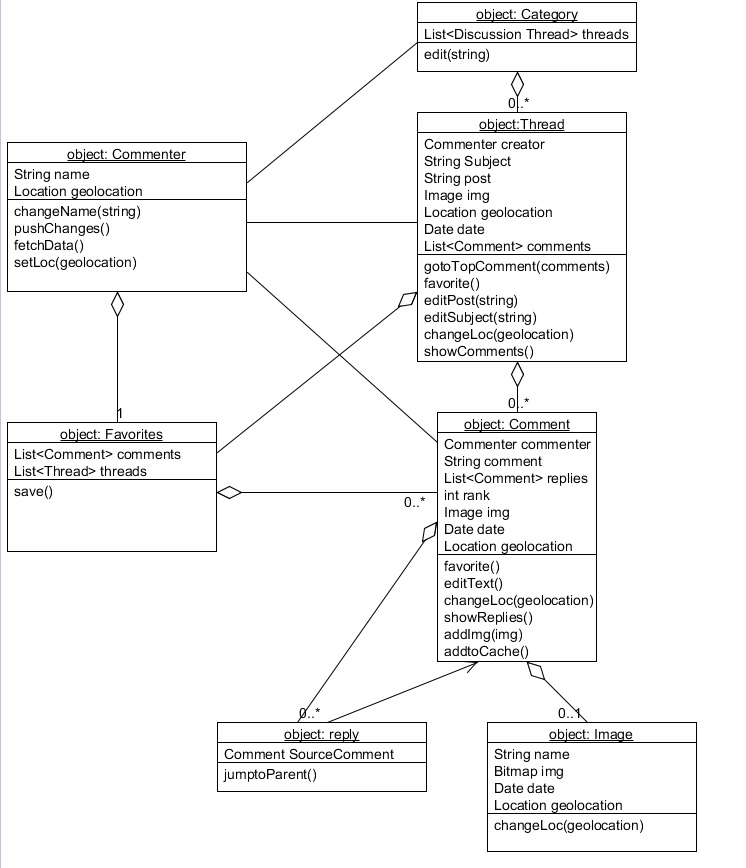 object: Category
List<Discussion Thread> threads
edit(string)
0..*
object:Thread
Commenter creator
String Subject
String post
Image img
Location geolocation
Date date
List<Comment> comments
gotoTopComment(comments)
favorite()
editPost(string)
editSubject(string)
changeLoc(geolocation)
showComments()
object: Commenter
String name
Location geolocation
changeName(string)
pushChanges()
fetchData()
setLoc(geolocation)
1
0..*
object: Favorites
List<Comment> comments
List<Thread> threads
save()
0..*
object: Comment
Commenter commenter
String comment
List<Comment> replies
int rank
Image img
Date date
Location geolocation
favorite()
editText()
changeLoc(geolocation)
showReplies()
addImg(img)
addtoCache()
0..*
0..1
object: reply
Comment SourceComment
jumptoParent()
object: Image
String name
Bitmap img
Date date
Location geolocation
changeLoc(geolocation)